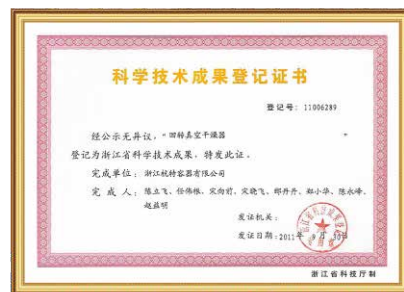 科学技术成果登记证书
登记号：11006289
经公示无异议，"回转真空干燥器"
登记为浙江省科学技术成果，特发此证。
完成单位：浙江杭特容器有限公司
完成人：陈立飞、任伟根、宋向前、宋晓飞、郎丹丹、郑小华、陈水峰、
赵益明
发证机关：
发证日期：2011年
浙江省科技厅制